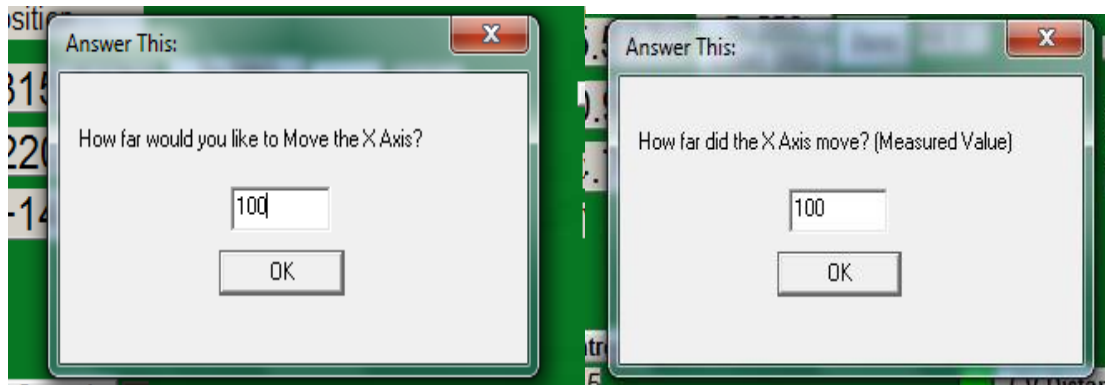 Answer This:
How far would you like to Move the X Axis?
100
OK
Answer This:
How far did the X Axis move? (Measured Value)
100
OK